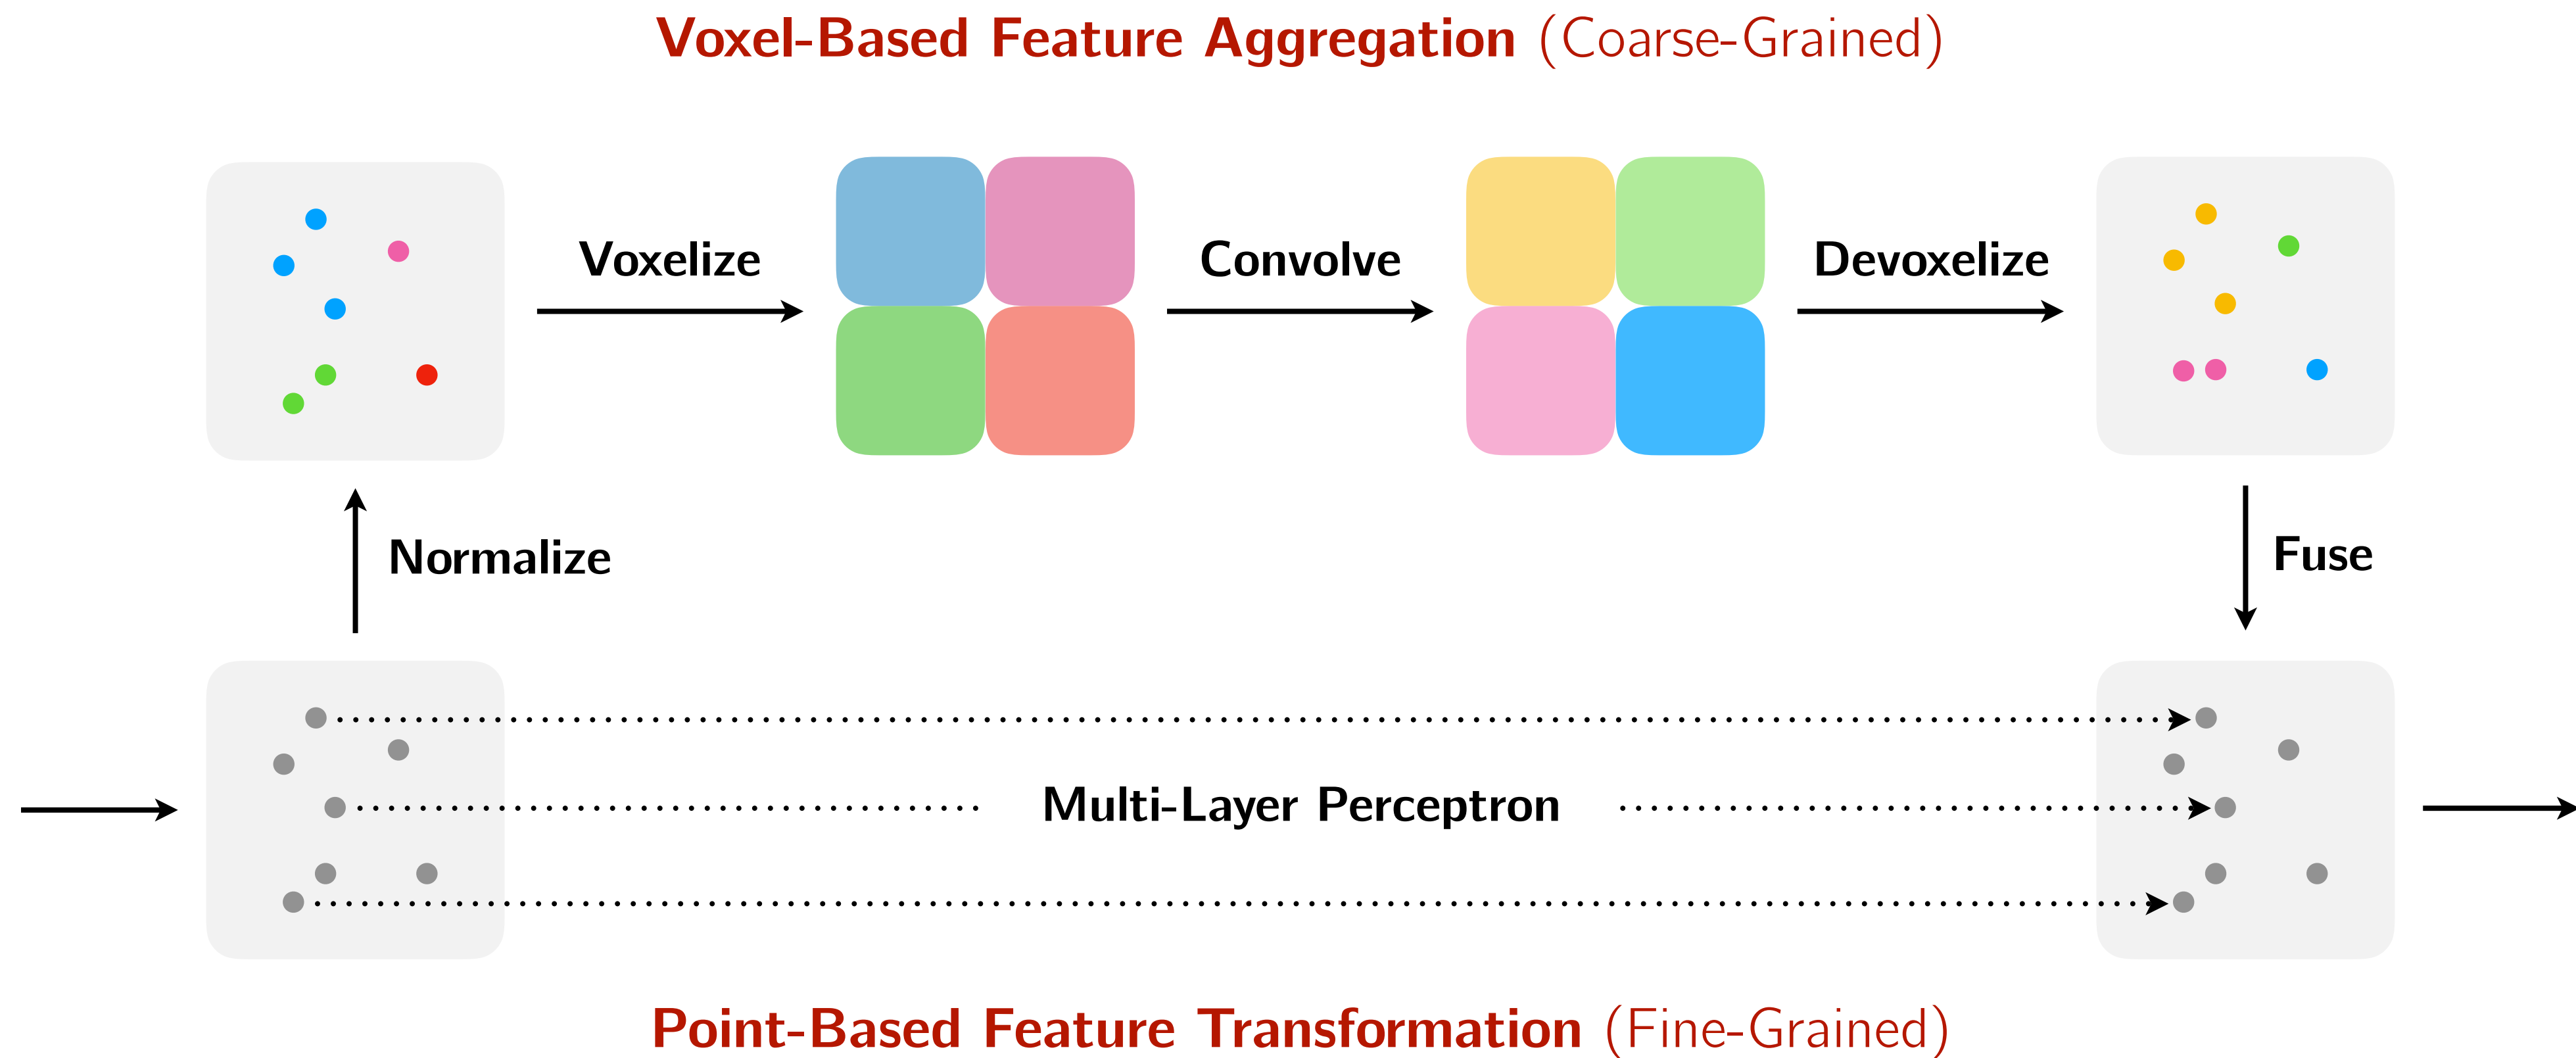 Voxel-Based Feature Aggregation (Coarse-Grained)
Voxelize
Convolve
Devoxelize
Normalize
Fuse
Multi-Layer Perceptron
Point-Based Feature Transformation (Fine-Grained)